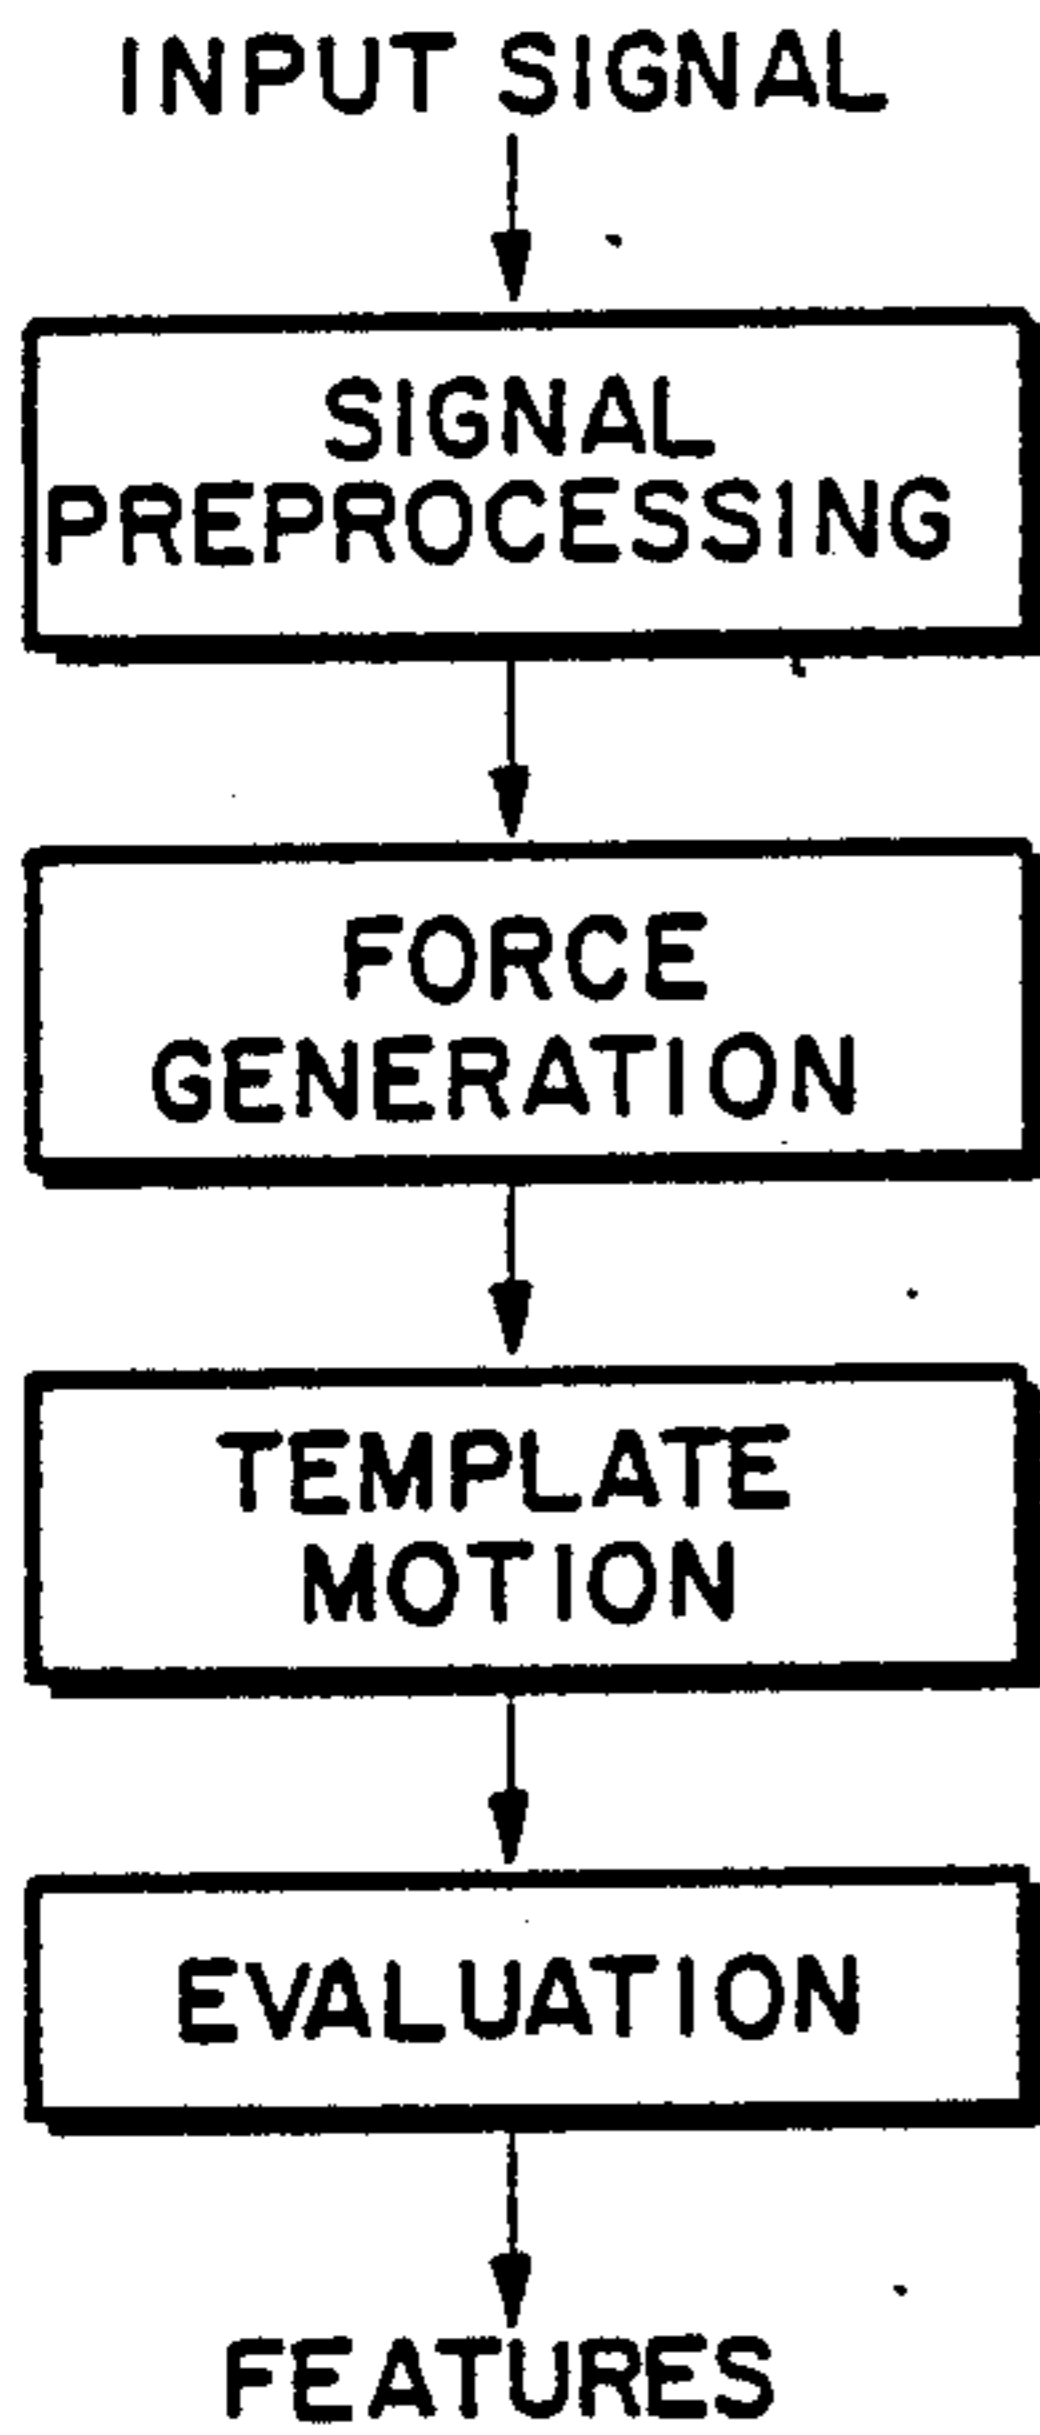 INPUT SIGNAL
SIGNAL
PREPROCESSING
FORCE
GENERATION
TEMPLATE
MOTION
EVALUATION
FEATURES